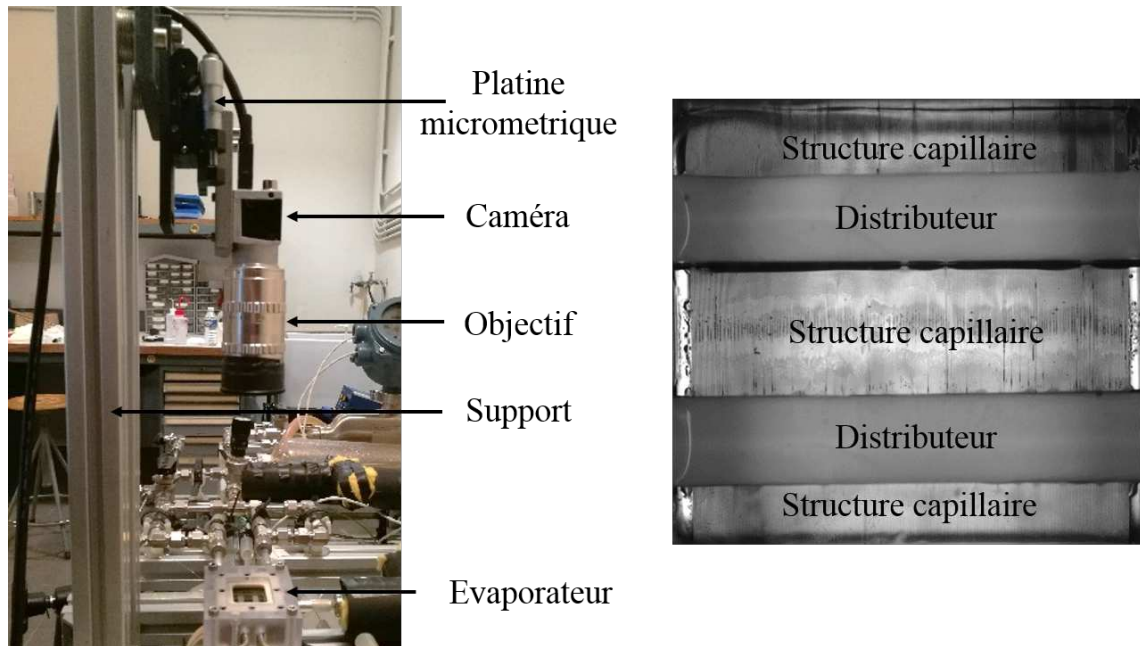 Platine
micrometrique
Caméra
Objectif
Support
Evaporateur
Structure capillaire
Distributeur
Structure capillaire
Distributeur
Structure capillaire